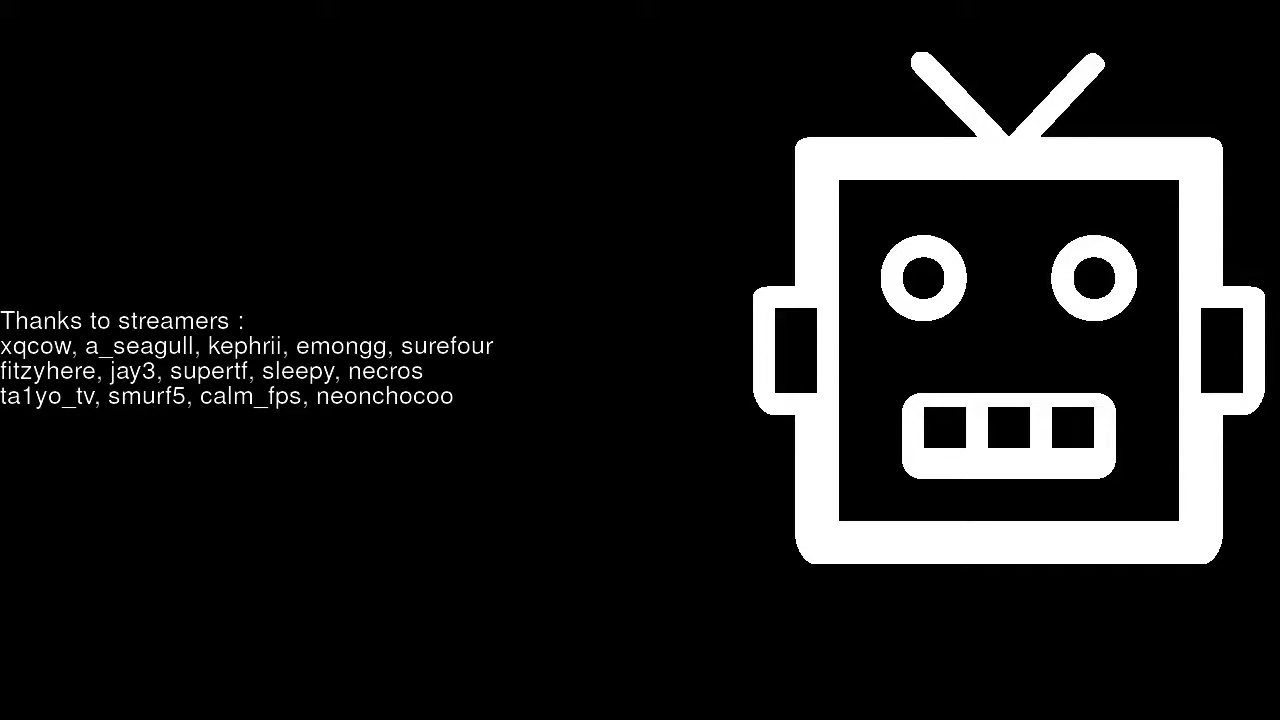 Thanks to streamers :
xqcow, a_seagull, kephrii, emongg, surefour
fitzyhere, jay3, supertf, sleepy, necros
ta1yo_tv, smurf5, calm_fps, neonchocoo